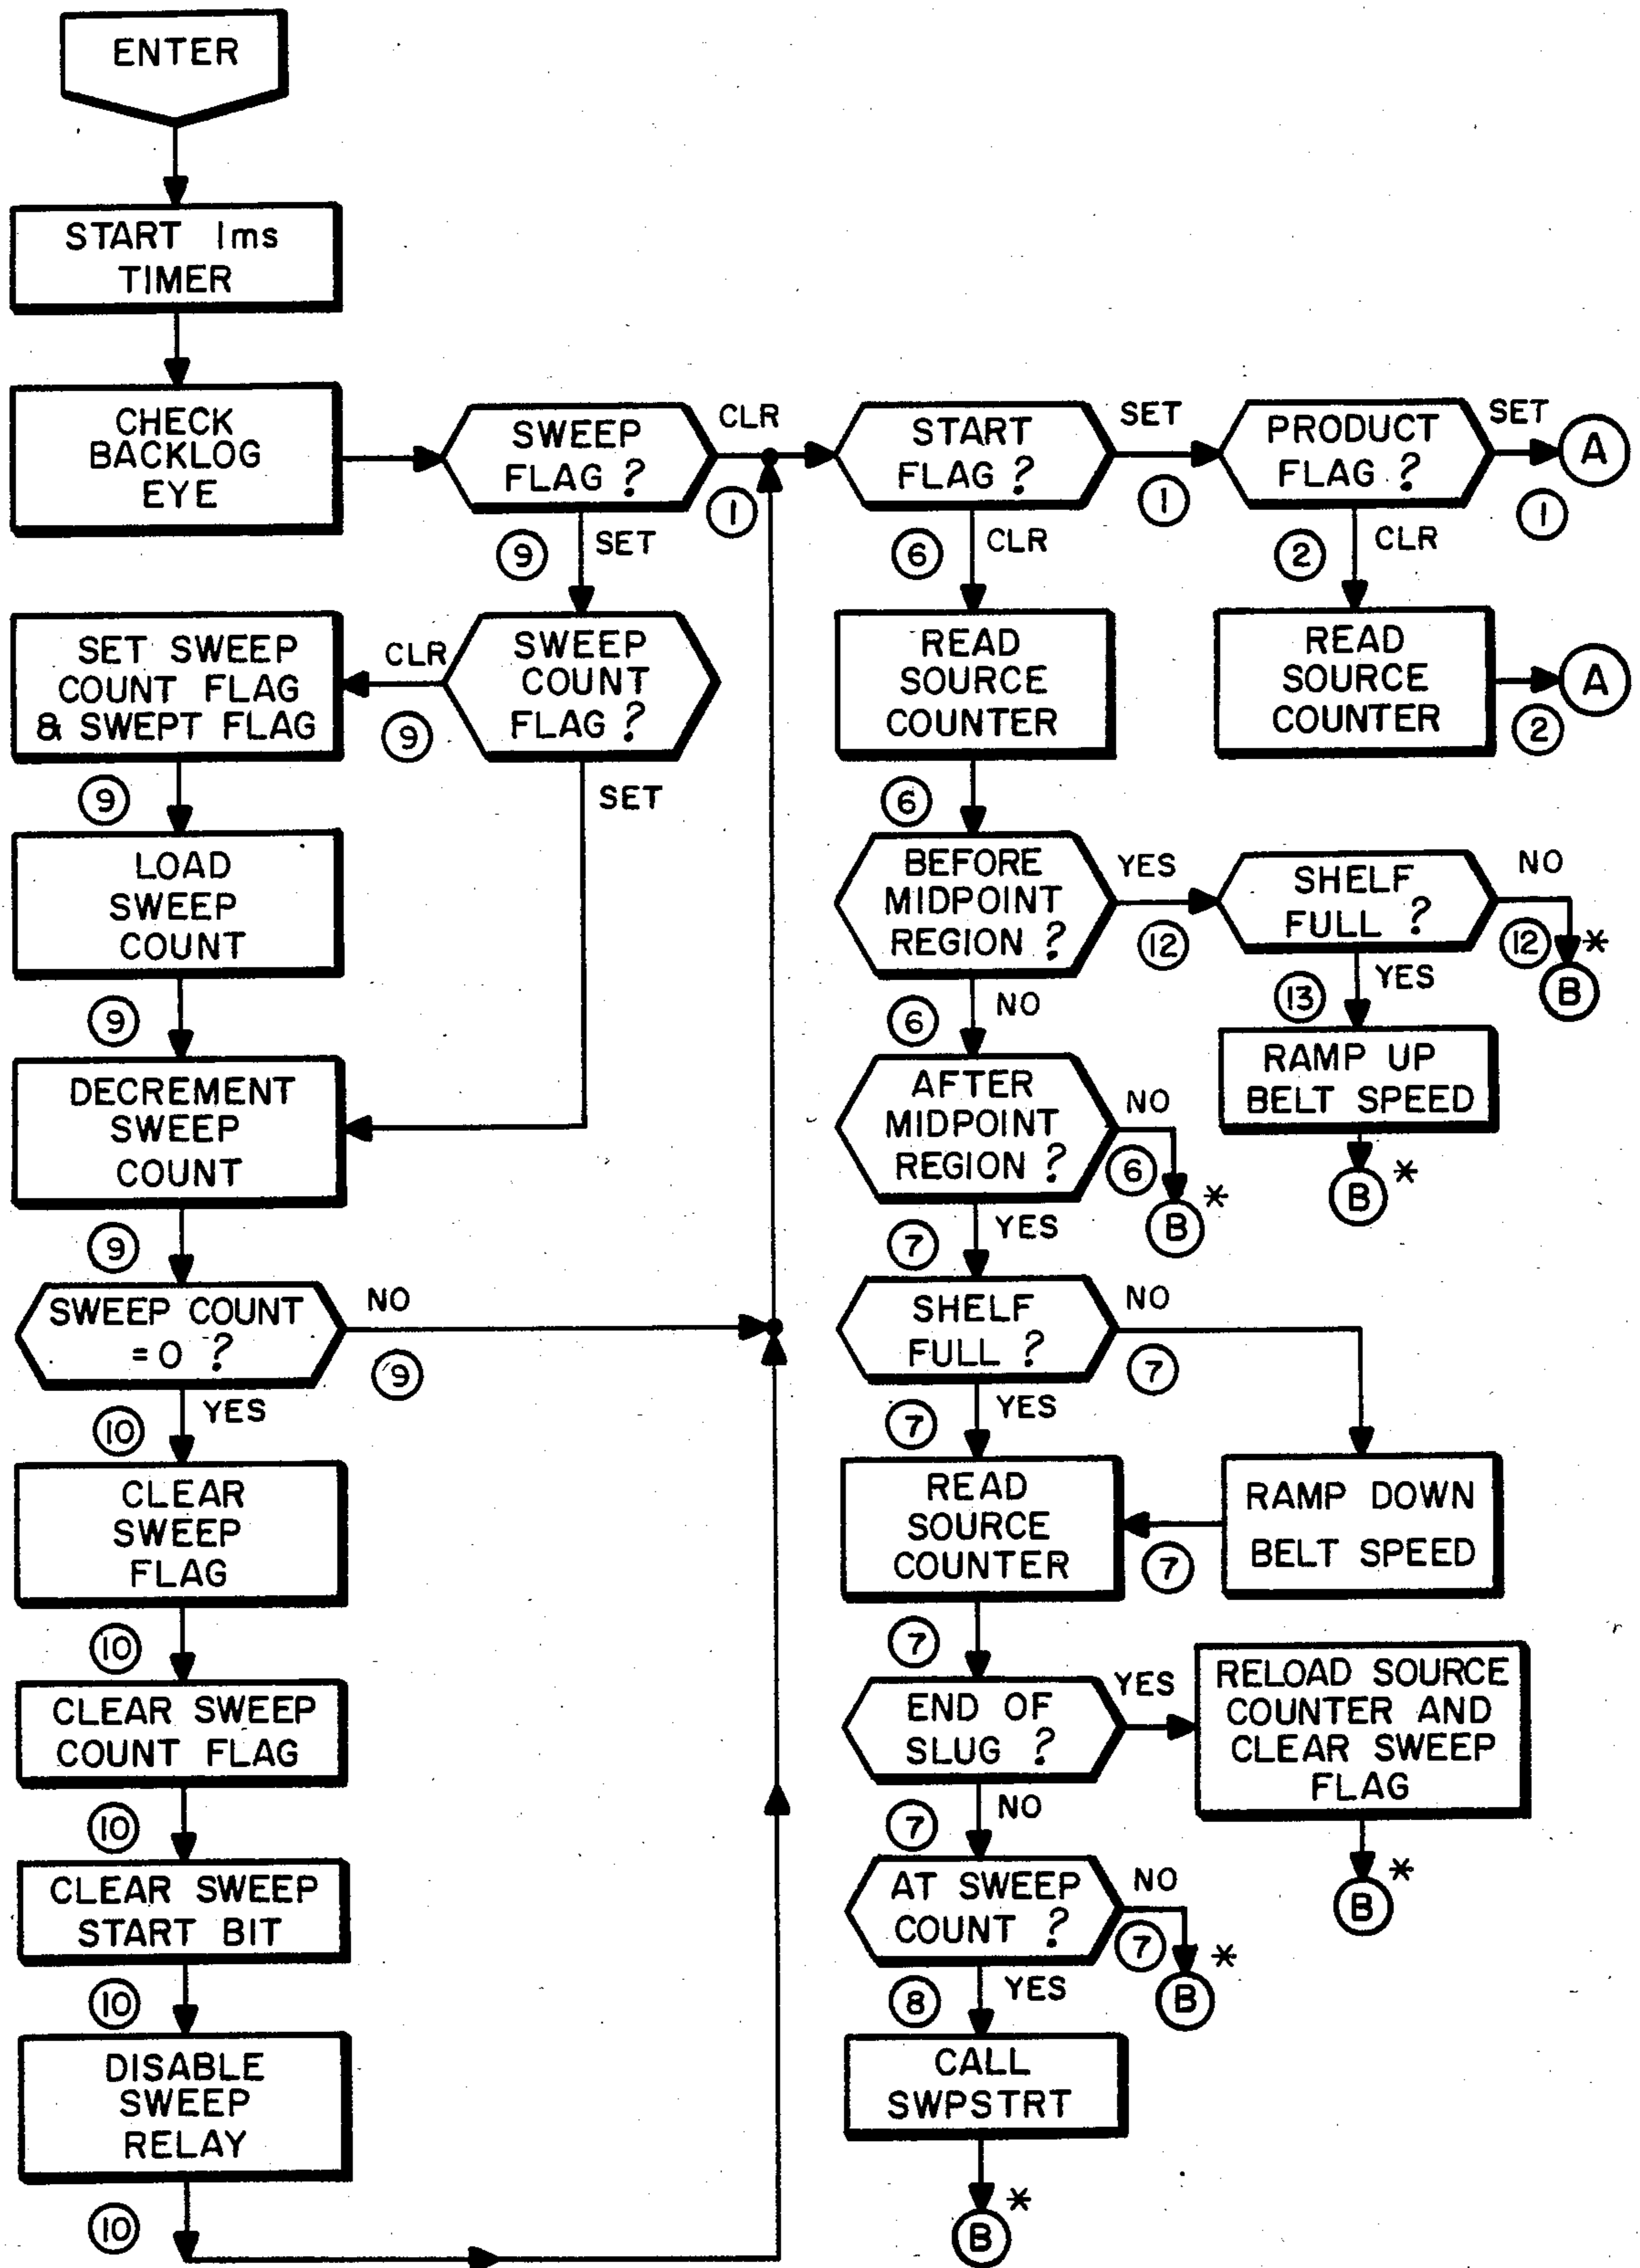 ENTER
START 1ms
TIMER
CHECK
BACKLOG
EYE
SWEEP
FLAG ?
CLR
1
SET
9
START
FLAG ?
SET
1
CLR
6
PRODUCT
FLAG ?
SET
A
1
CLR
2
SET SWEEP
COUNT FLAG
& SWEPT FLAG
CLR
9
SWEEP
COUNT
FLAG ?
SET
READ
SOURCE
COUNTER
READ
SOURCE
COUNTER
A
2
9
6
LOAD
SWEEP
COUNT
BEFORE
MIDPOINT
REGION ?
YES
12
SHELF
FULL ?
NO
12
*
B
9
6
NO
13
YES
DECREMENT
SWEEP
COUNT
AFTER
MIDPOINT
REGION ?
NO
6
*
B
RAMP UP
BELT SPEED
B
*
9
7
YES
SWEEP COUNT
=0 ?
NO
9
SHELF
FULL ?
NO
7
10
YES
7
YES
CLEAR
SWEEP
FLAG
READ
SOURCE
COUNTER
7
RAMP DOWN
BELT SPEED
10
7
CLEAR SWEEP
COUNT FLAG
END OF
SLUG ?
YES
RELOAD SOURCE
COUNTER AND
CLEAR SWEEP
FLAG
10
7
NO
*
B
CLEAR SWEEP
START BIT
AT SWEEP
COUNT ?
NO
7
*
B
10
8
YES
DISABLE
SWEEP
RELAY
CALL
SWPSTRT
10
*
B